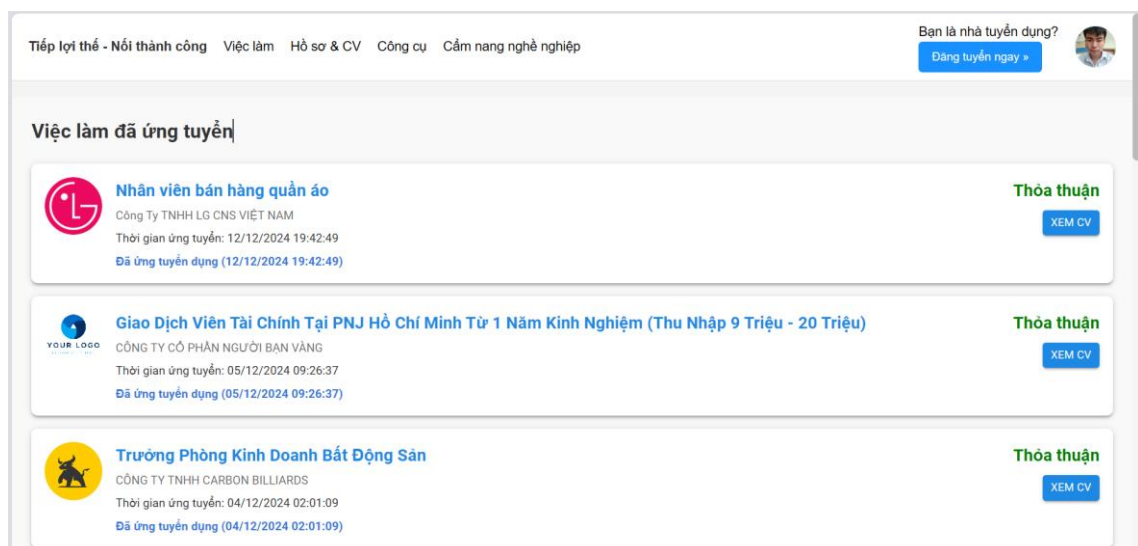 Bạn là nhà tuyển dụng?
Tiếp lợi thế - Nối thành công Việc làm Hồ sơ & CV Công cụ Cẩm nang nghề nghiệp
Đăng tuyển ngay »
Việc làm đã ứng tuyển
Nhân viên bán hàng quần áo
Thỏa thuận
Công Ty TNHH LG CNS VIỆT NAM
XEM CV
Thời gian ứng tuyển: 12/12/2024 19:42:49
Đã ứng tuyển dụng (12/12/2024 19:42:49)
Giao Dịch Viên Tài Chính Tại PNJ Hồ Chí Minh Từ 1 Năm Kinh Nghiệm (Thu Nhập 9 Triệu - 20 Triệu)
Thỏa thuận
YOUR LOGO
CÔNG TY CỔ PHẦN NGƯỜI BẠN VÀNG
XEM CV
Thời gian ứng tuyển: 05/12/2024 09:26:37
Đã ứng tuyển dụng (05/12/2024 09:26:37)
Trưởng Phòng Kinh Doanh Bất Động Sản
Thỏa thuận
CÔNG TY TNHH CARBON BILLIARDS
XEM CV
Thời gian ứng tuyển: 04/12/2024 02:01:09
Đã ứng tuyển dụng (04/12/2024 02:01:09)